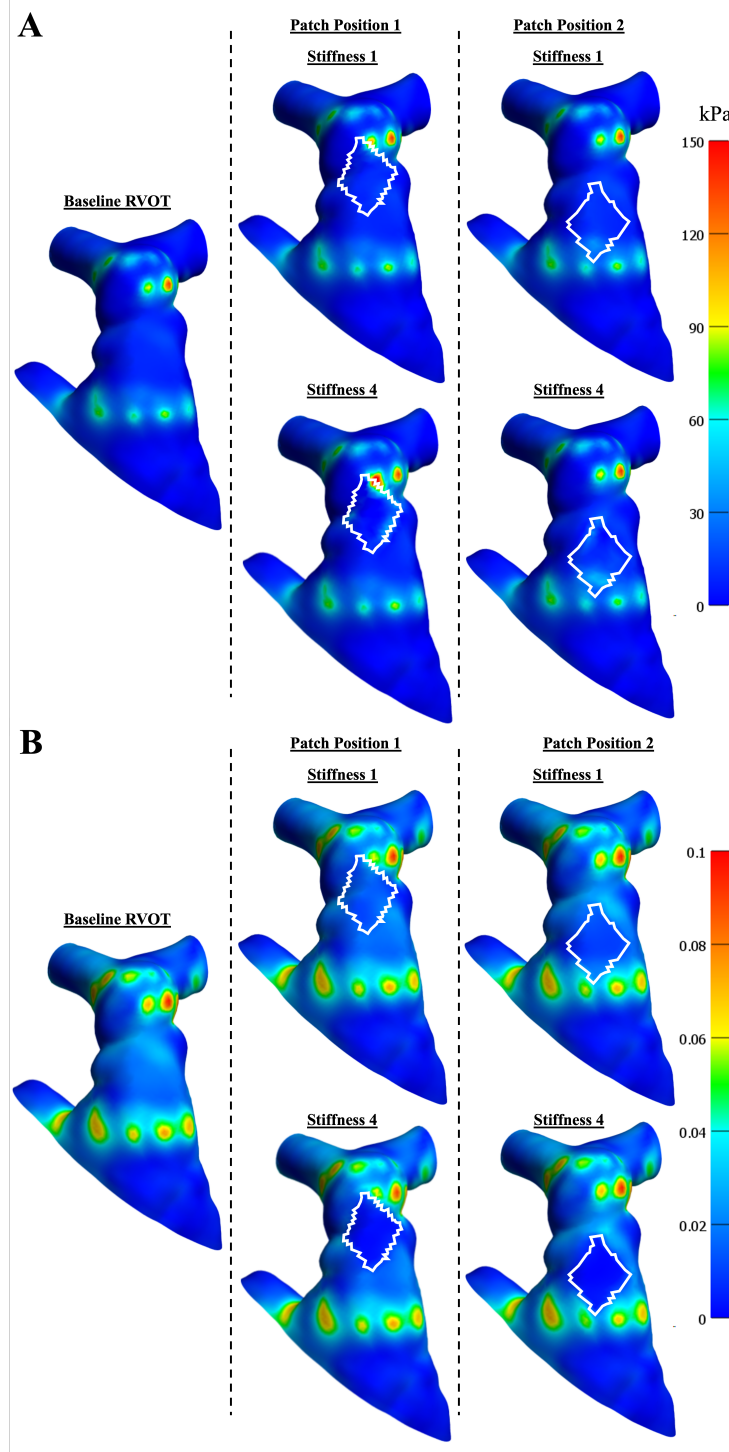 A
Patch Position 1
Patch Position 2
Stiffness 1
Stiffness 1
kPa
150
Baseline RVOT
120
90
Stiffness 4
Stiffness 4
60
30
0
B
Patch Position 1
Patch Position 2
Stiffness 1
Stiffness 1
0.1
Baseline RVOT
0.08
0.06
Stiffness 4
Stiffness 4
0.04
0.02
0